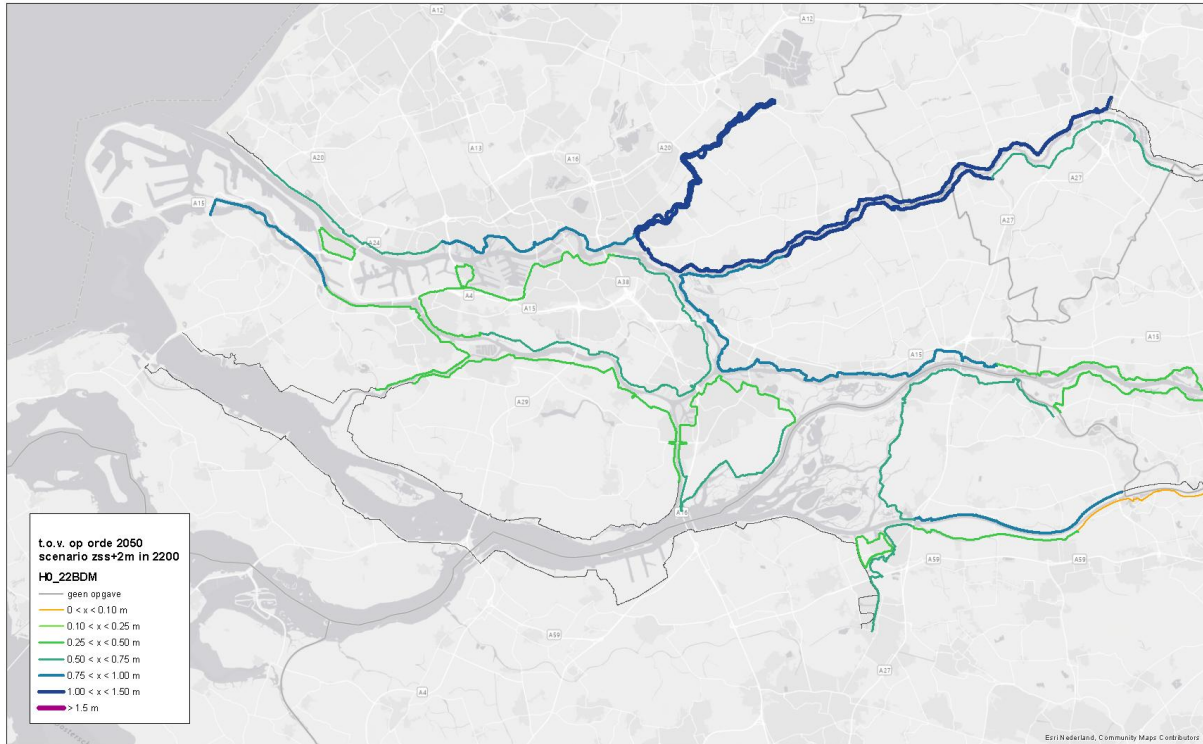 A12
A12
A20
A13
A16
A20
A27
A15
A27
A24
A38
A4
A15
A15
A15
A29
A16
A59
A59
A59
A4
A27
t.o.v. op orde 2050
scenario zss+2m in 2200
H0_22BDM
geen opgave
0 < x < 0.10 m
0.10 < x < 0.25 m
0.25 < x < 0.50 m
0.50 < x < 0.75 m
0.75 < x < 1.00 m
1.00 < x < 1.50 m
> 1.5 m
Esri Nederland, Community Maps Contributors